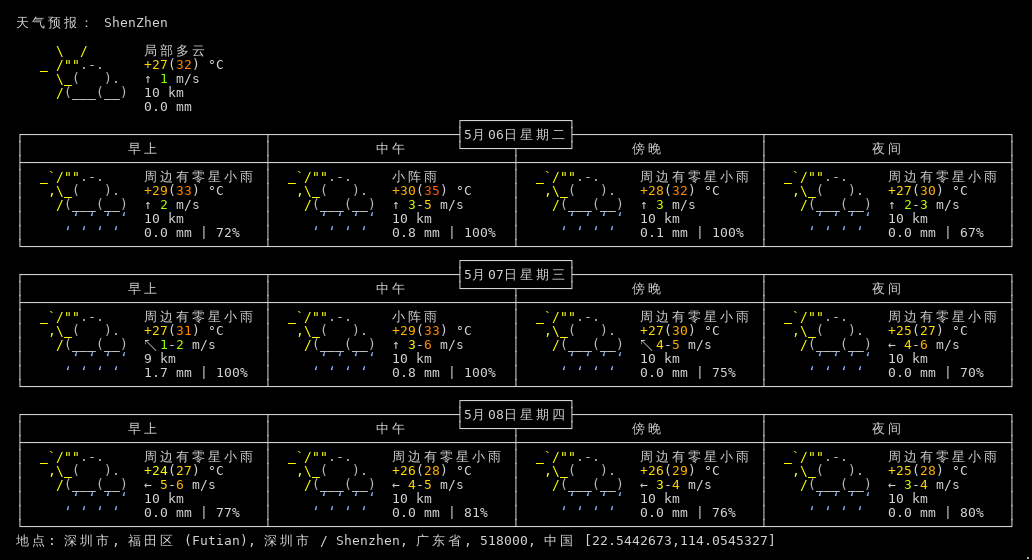 天气预报： ShenZhen
局部多云
+27(32) °C
↑ 1 m/s
10 km
0.0 mm
5月06日星期二
早上 中午 傍晚 夜间
周边有零星小雨 小阵雨 周边有零星小雨 周边有零星小雨
+29(33) °C +30(35) °C +28(32) °C +27(30) °C
↑ 2 m/s ↑ 3-5 m/s ↑ 3 m/s ↑ 2-3 m/s
10 km 10 km 10 km 10 km
0.0 mm | 72% 0.8 mm | 100% 0.1 mm | 100% 0.0 mm | 67%
5月07日星期三
早上 中午 傍晚 夜间
周边有零星小雨 小阵雨 周边有零星小雨 周边有零星小雨
+27(31) °C +29(33) °C +27(30) °C +25(27) °C
↖ 1-2 m/s ↑ 3-6 m/s ↖ 4-5 m/s ← 4-6 m/s
9 km 10 km 10 km 10 km
1.7 mm | 100% 0.8 mm | 100% 0.0 mm | 75% 0.0 mm | 70%
5月08日星期四
早上 中午 傍晚 夜间
周边有零星小雨 周边有零星小雨 周边有零星小雨 周边有零星小雨
+24(27) °C +26(28) °C +26(29) °C +25(28) °C
← 5-6 m/s ← 4-5 m/s ← 3-4 m/s ← 3-4 m/s
10 km 10 km 10 km 10 km
0.0 mm | 77% 0.0 mm | 81% 0.0 mm | 76% 0.0 mm | 80%
地点: 深圳市, 福田区 (Futian), 深圳市 / Shenzhen, 广东省, 518000, 中国 [22.5442673,114.0545327]